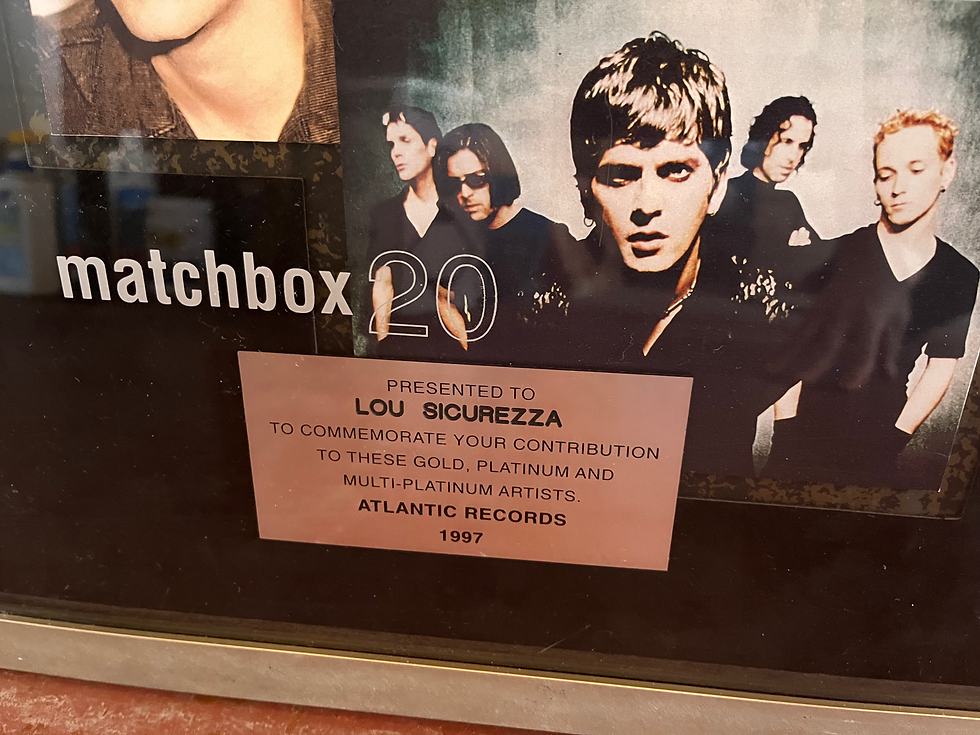 matchbox 20
PRESENTED TO
LOU SICUREZZA
TO COMMEMORATE YOUR CONTRIBUTION
TO THESE GOLD, PLATINUM AND
MULTI-PLATINUM ARTISTS.
ATLANTIC RECORDS
1997